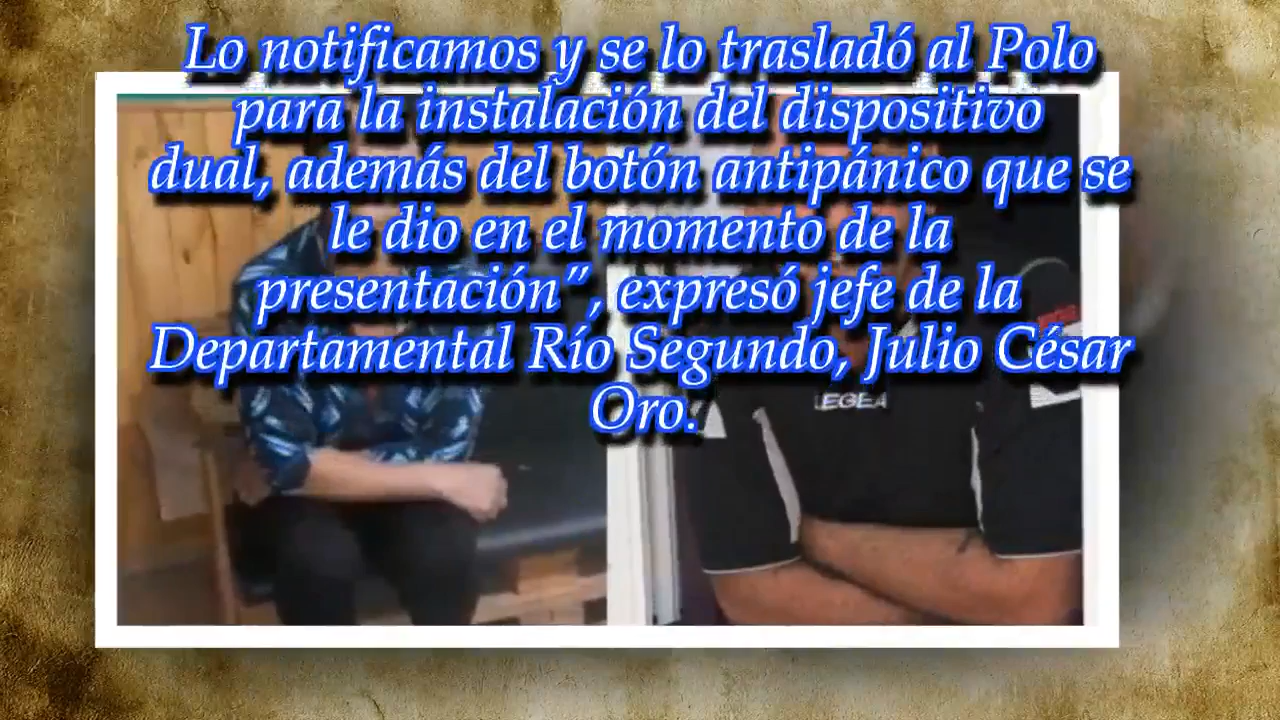 Lo notificamos y se lo trasladó al Polo
para la instalación del dispositivo
dual, además del botón antipánico que se
le dio en el momento de la
presentación”, expresó jefe de la
Departamental Río Segundo, Julio César
Oro.
LEGEA